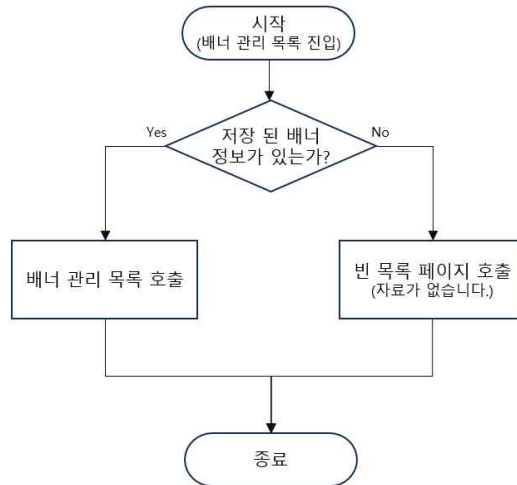 시작
(배너 관리 목록 진입)
Yes
저장 된 배너
정보가 있는가?
No
배너 관리 목록 호출
빈 목록 페이지 호출
(자료가 없습니다.)
종료